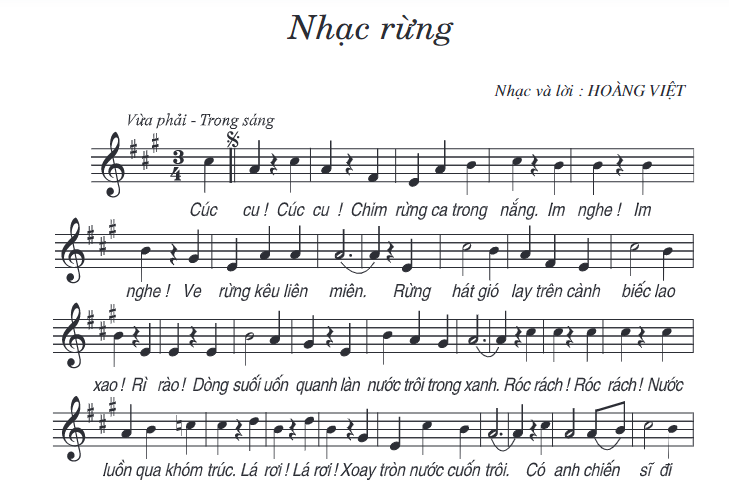 Nhạc rừng
Nhạc và lời : HOÀNG VIỆT
Vừa phải - Trong sáng
3
4
Cúc cu ! Cúc cu ! Chim rừng ca trong nắng. Im nghe ! Im
nghe ! Ve rừng kêu liên miên. Rừng hát gió lay trên cành biếc lao
xao ! Rì rào ! Dòng suối uốn quanh làn nước trôi trong xanh. Róc rách ! Róc rách ! Nước
luồn qua khóm trúc. Lá rơi ! Lá rơi ! Xoay tròn nước cuốn trôi. Có anh chiến sĩ đi